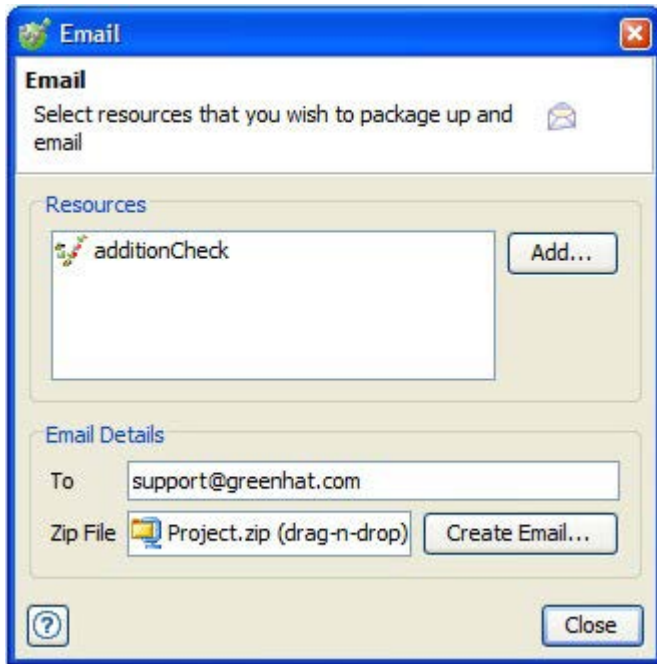 Email
Email
Select resources that you wish to package up and
email
Resources
additionCheck
Add...
Email Details
To
support@greenhat.com
Zip File
Project.zip (drag-n-drop)
Create Email...
?
Close